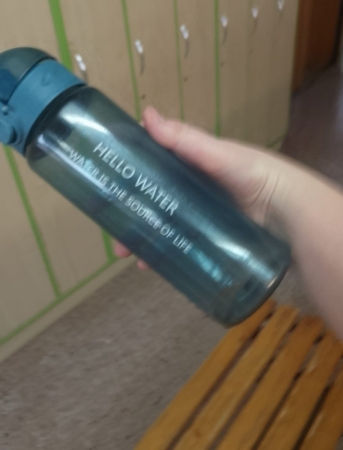 HELLO WATER
WATER IS THE SOURCE OF LIFE